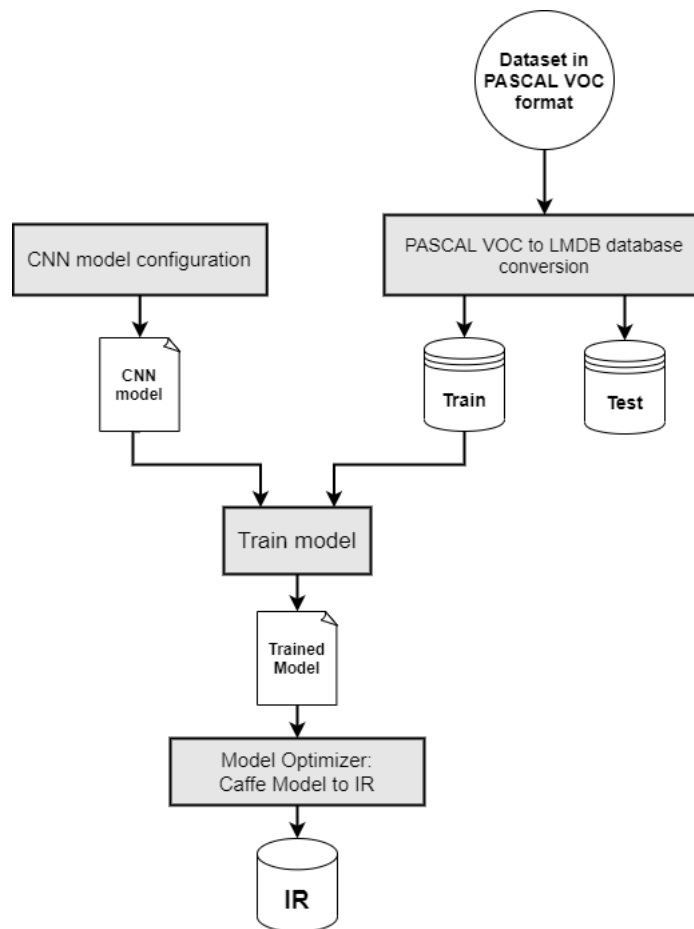 Dataset in
PASCAL VOC
format
CNN model configuration
PASCAL VOC to LMDB database
conversion
CNN
model
Train
Test
Train model
Trained
Model
Model Optimizer:
Caffe Model to IR
IR